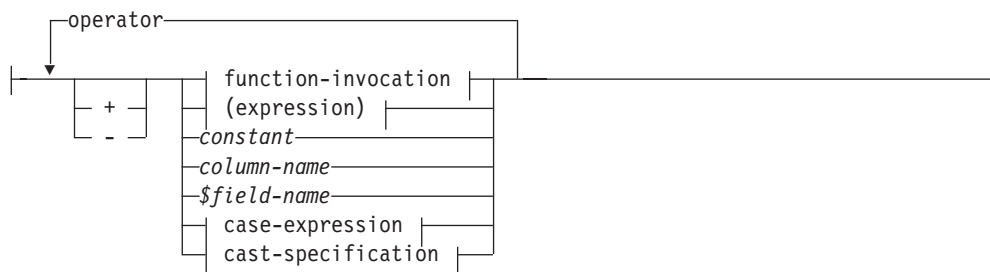 operator
function-invocation
+
(expression)
-
constant
column-name
$field-name
case-expression
cast-specification